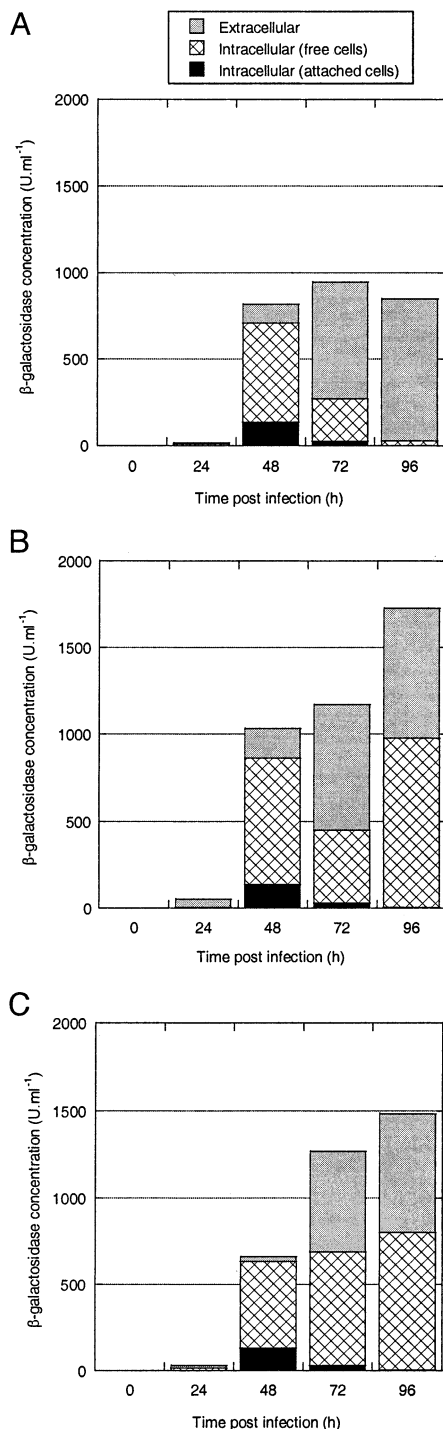 A
Extracellular
Intracellular (free cells)
Intracellular (attached cells)
2000
1500
1000
500
0
β-galactosidase concentration (U.ml⁻¹)
0 24 48 72 96
Time post infection (h)
B
2000
1500
1000
500
0
β-galactosidase concentration (U.ml⁻¹)
0 24 48 72 96
Time post infection (h)
C
2000
1500
1000
500
0
β-galactosidase concentration (U.ml⁻¹)
0 24 48 72 96
Time post infection (h)